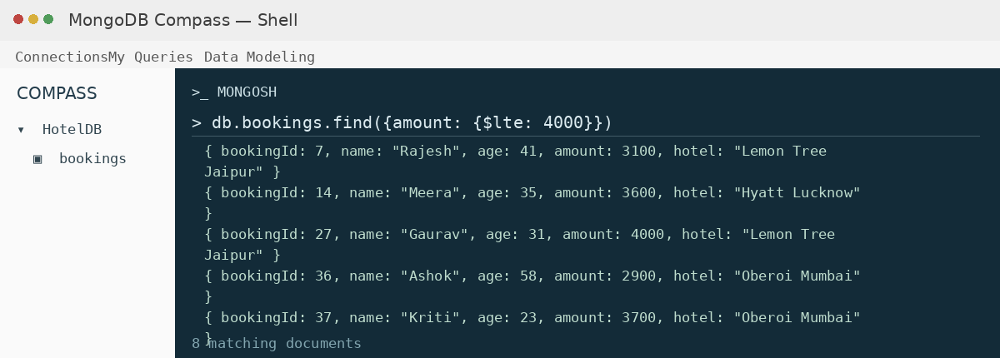 MongoDB Compass — Shell
ConnectionsMy Queries Data Modeling
COMPASS
▾ HotelDB
▣ bookings
>_ MONGOSH
> db.bookings.find({amount: {$lte: 4000}})
{ bookingId: 7, name: "Rajesh", age: 41, amount: 3100, hotel: "Lemon Tree
Jaipur" }
{ bookingId: 14, name: "Meera", age: 35, amount: 3600, hotel: "Hyatt Lucknow"
}
{ bookingId: 27, name: "Gaurav", age: 31, amount: 4000, hotel: "Lemon Tree
Jaipur" }
{ bookingId: 36, name: "Ashok", age: 58, amount: 2900, hotel: "Oberoi Mumbai"
}
{ bookingId: 37, name: "Kriti", age: 23, amount: 3700, hotel: "Oberoi Mumbai"
}
8 matching documents